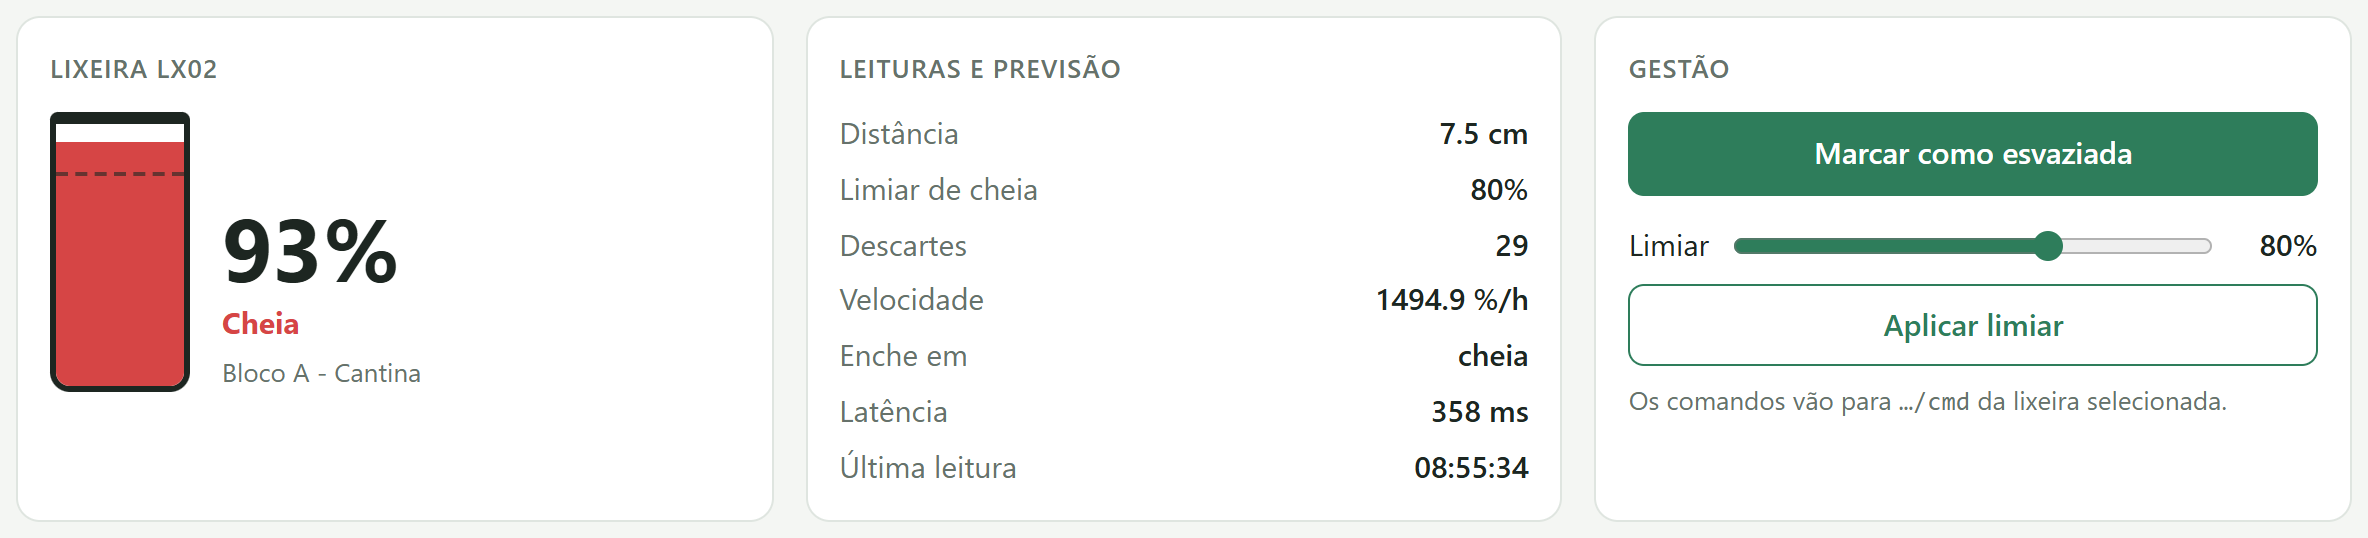 LIXEIRA LX02
93%
Cheia
Bloco A - Cantina
LEITURAS E PREVISÃO
Distância 7.5 cm
Limiar de cheia 80%
Descartes 29
Velocidade 1494.9 %/h
Enche em cheia
Latência 358 ms
Última leitura 08:55:34
GESTÃO
Marcar como esvaziada
Limiar 80%
Aplicar limiar
Os comandos vão para …/cmd da lixeira selecionada.